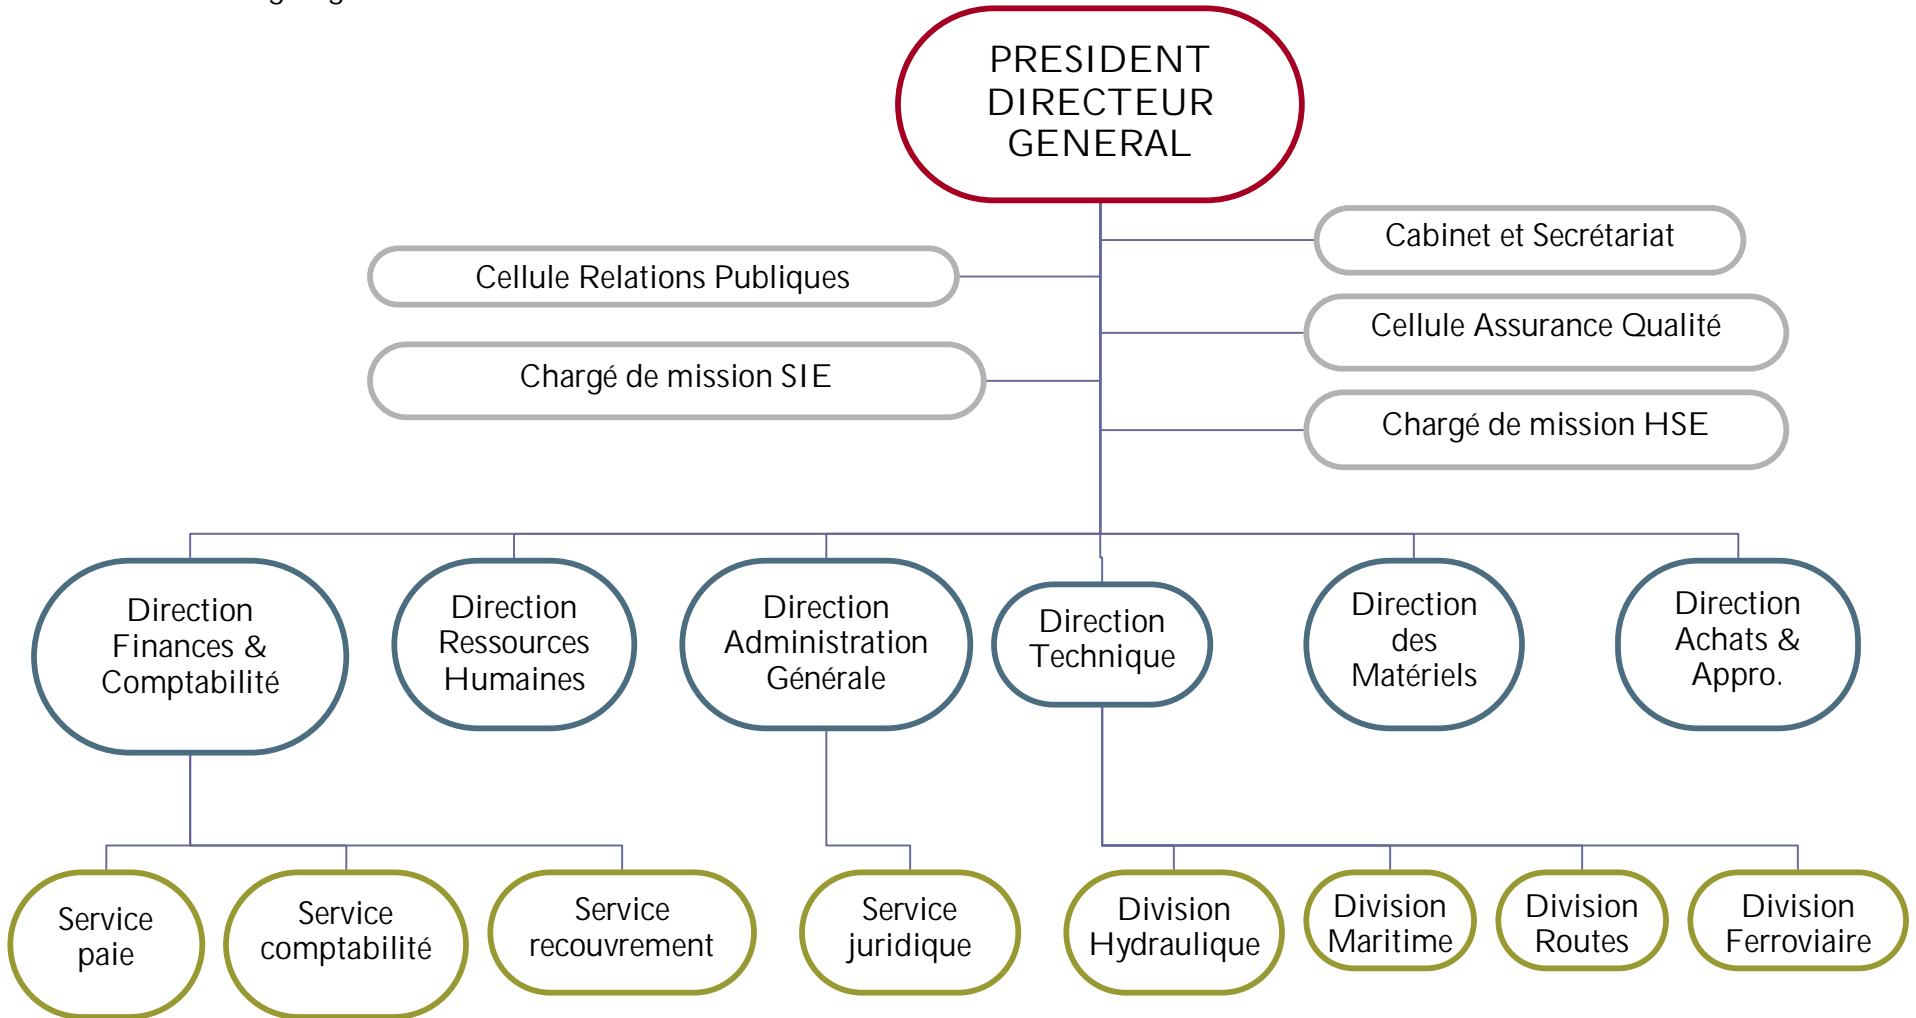 PRESIDENT
DIRECTEUR
GENERAL
Cabinet et Secrétariat
Cellule Relations Publiques
Cellule Assurance Qualité
Chargé de mission SIE
Chargé de mission HSE
Direction
Finances &
Comptabilité
Direction
Ressources
Humaines
Direction
Administration
Générale
Direction
Technique
Direction
des
Matériels
Direction
Achats &
Appro.
Service
paie
Service
comptabilité
Service
recouvrement
Service
juridique
Division
Hydraulique
Division
Maritime
Division
Routes
Division
Ferroviaire